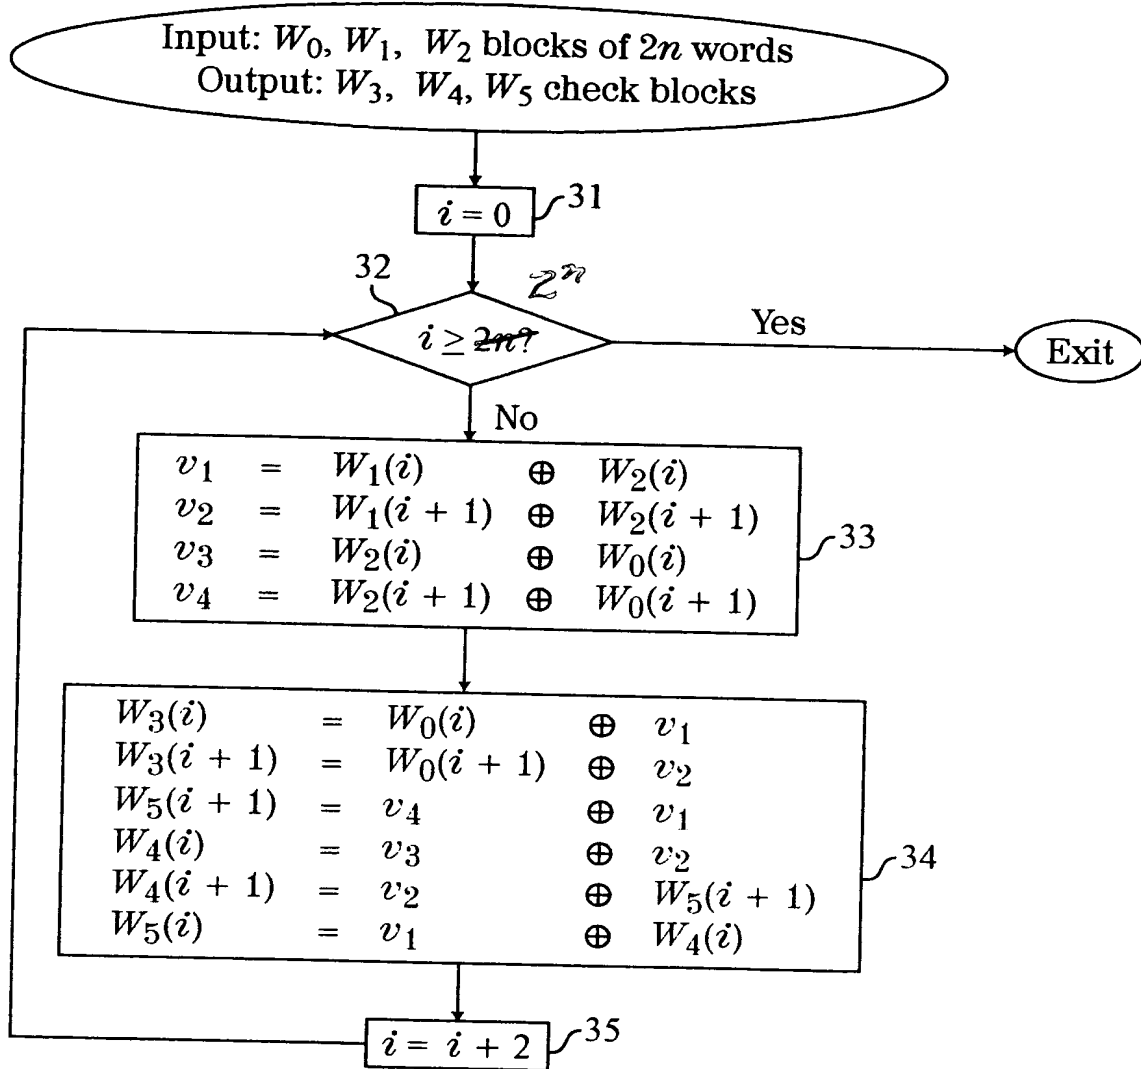 Input: W₀, W₁, W₂ blocks of 2n words
Output: W₃, W₄, W₅ check blocks
i = 0
31
32
2ⁿ
i ≥ 2n?
Yes
Exit
No
v₁ = W₁(i) ⊕ W₂(i)
v₂ = W₁(i + 1) ⊕ W₂(i + 1)
v₃ = W₂(i) ⊕ W₀(i)
v₄ = W₂(i + 1) ⊕ W₀(i + 1)
33
W₃(i) = W₀(i) ⊕ v₁
W₃(i + 1) = W₀(i + 1) ⊕ v₂
W₅(i + 1) = v₄ ⊕ v₁
W₄(i) = v₃ ⊕ v₂
W₄(i + 1) = v₂ ⊕ W₅(i + 1)
W₅(i) = v₁ ⊕ W₄(i)
34
i = i + 2
35